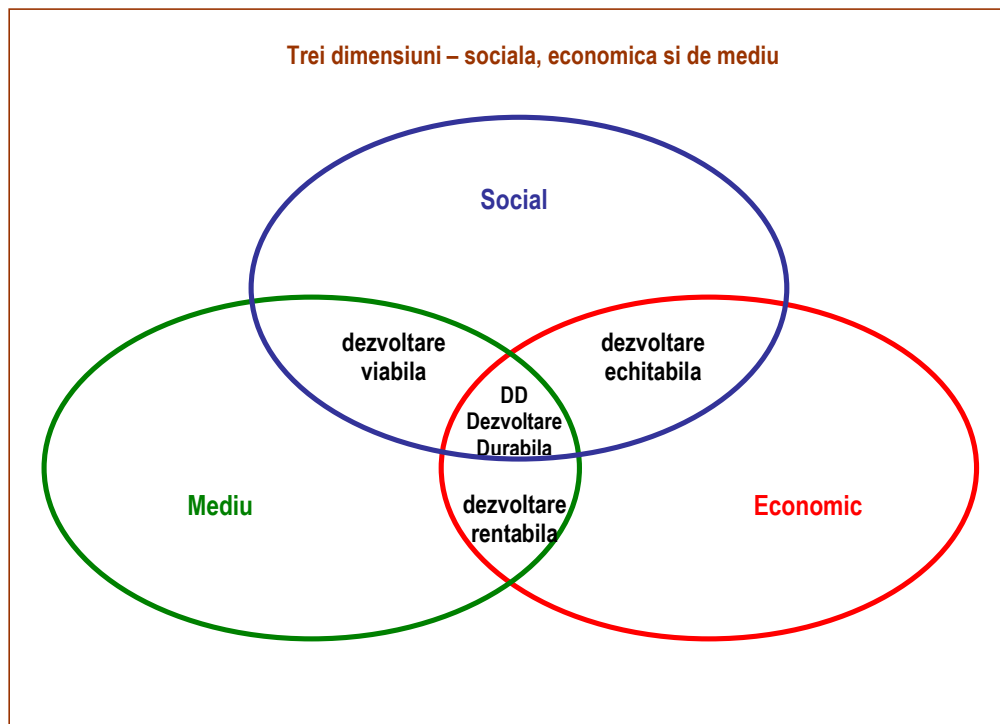 Trei dimensiuni – sociala, economica si de mediu
Social
dezvoltare
viabila
dezvoltare
echitabila
DD
Dezvoltare
Durabila
Mediu
dezvoltare
rentabila
Economic